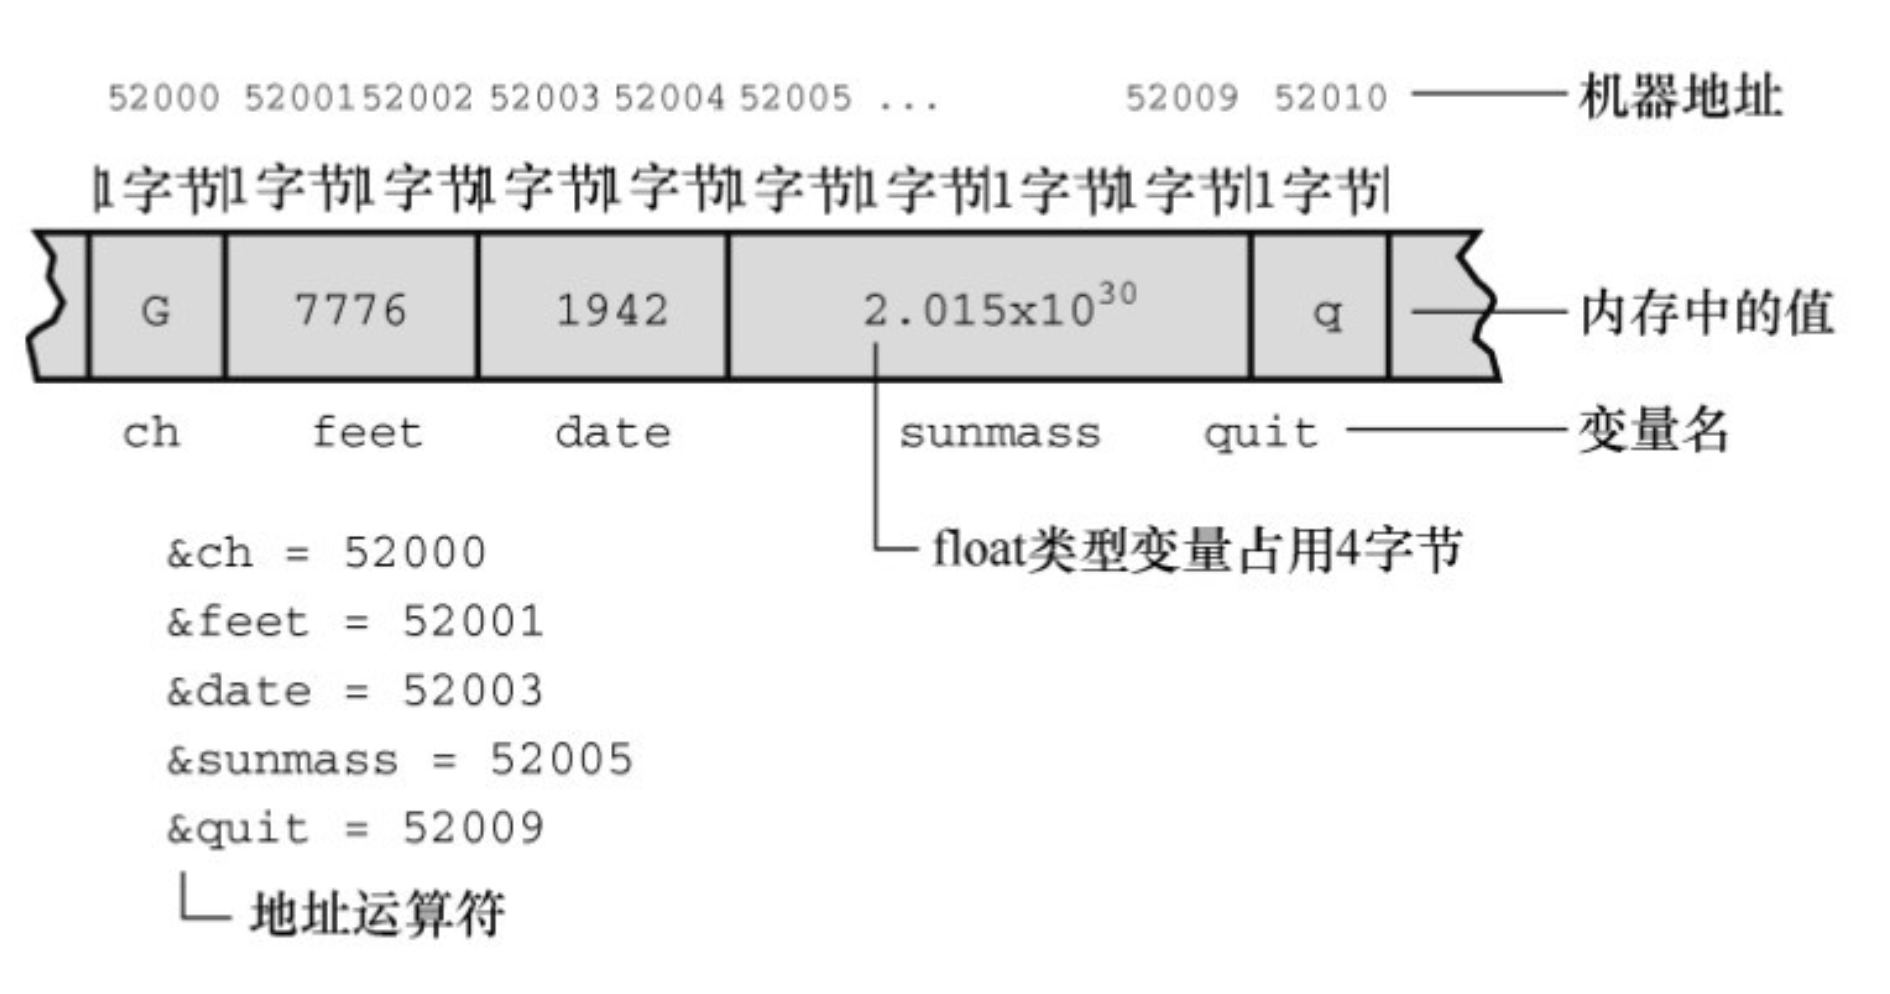 52000 52001 52002 52003 52004 52005 ... 52009 52010 机器地址
1字节 1字节 1字节 1字节 1字节 1字节 1字节 1字节 1字节 1字节
G 7776 1942 2.015x10³⁰ q 内存中的值
ch feet date sunmass quit 变量名
float类型变量占用4字节
&ch = 52000
&feet = 52001
&date = 52003
&sunmass = 52005
&quit = 52009
地址运算符